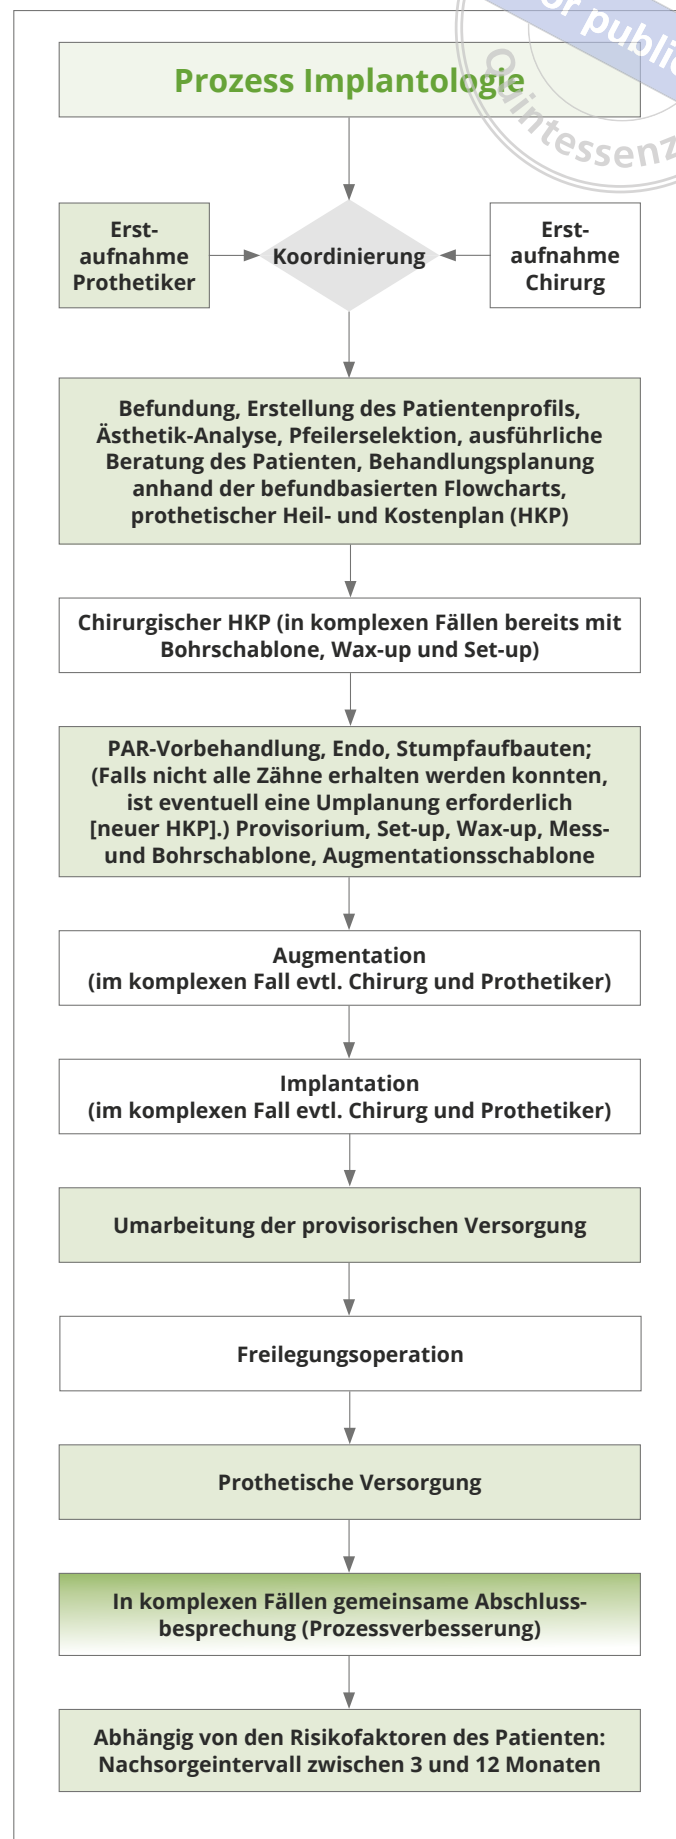 Prozess Implantologie
or public
Quintessenz
Erst-
aufnahme
Prothetiker
Koordinierung
Erst-
aufnahme
Chirurg
Befundung, Erstellung des Patientenprofils,
Ästhetik-Analyse, Pfeilerselektion, ausführliche
Beratung des Patienten, Behandlungsplanung
anhand der befundbasierten Flowcharts,
prothetischer Heil- und Kostenplan (HKP)
Chirurgischer HKP (in komplexen Fällen bereits mit
Bohrschablone, Wax-up und Set-up)
PAR-Vorbehandlung, Endo, Stumpfaufbauten;
(Falls nicht alle Zähne erhalten werden konnten,
ist eventuell eine Umplanung erforderlich
[neuer HKP].) Provisorium, Set-up, Wax-up, Mess-
und Bohrschablone, Augmentationsschablone
Augmentation
(im komplexen Fall evtl. Chirurg und Prothetiker)
Implantation
(im komplexen Fall evtl. Chirurg und Prothetiker)
Umarbeitung der provisorischen Versorgung
Freilegungsoperation
Prothetische Versorgung
In komplexen Fällen gemeinsame Abschluss-
besprechung (Prozessverbesserung)
Abhängig von den Risikofaktoren des Patienten:
Nachsorgeintervall zwischen 3 und 12 Monaten